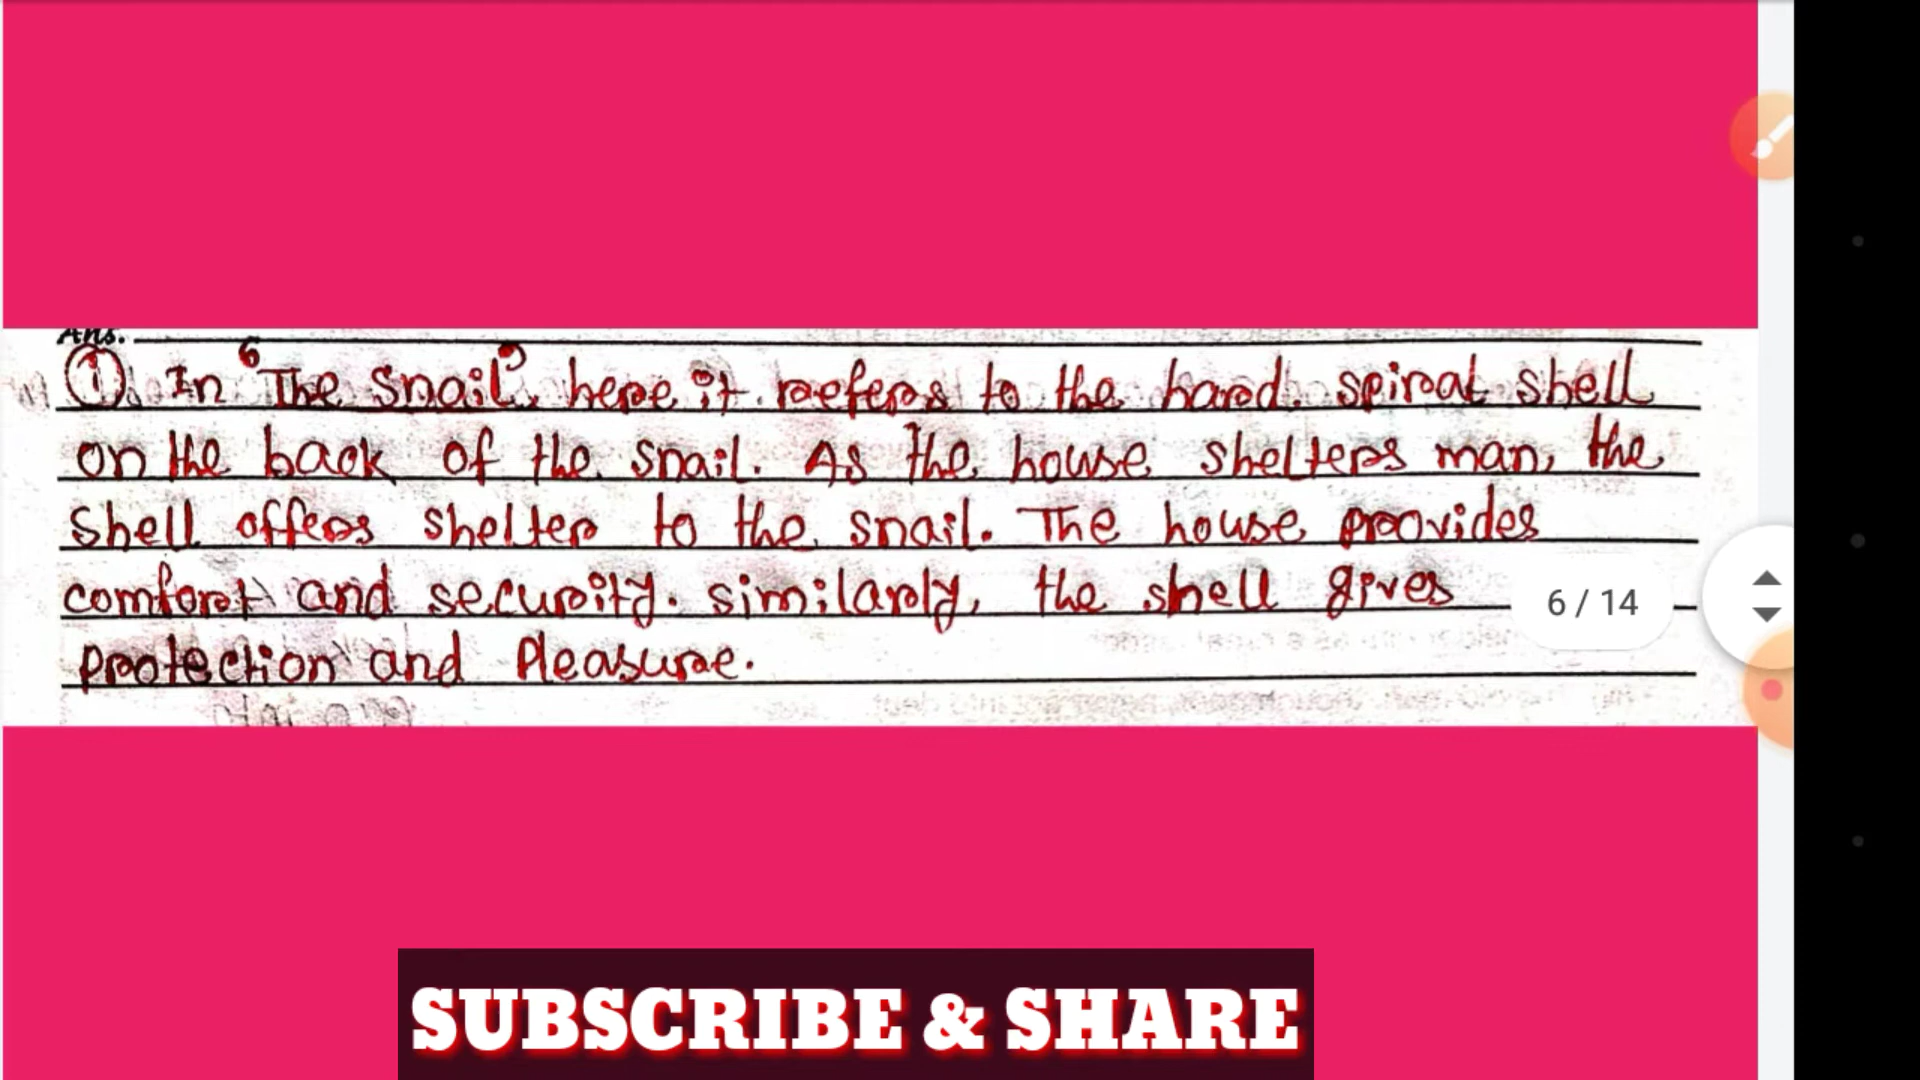 Ans.
① In 'The Snail', here it refers to the hard spiral shell
on the back of the snail. As the house shelters man, the
shell offers shelter to the snail. The house provides
comfort and security. similarly, the shell gives
6 / 14
protection and Pleasure.
SUBSCRIBE & SHARE